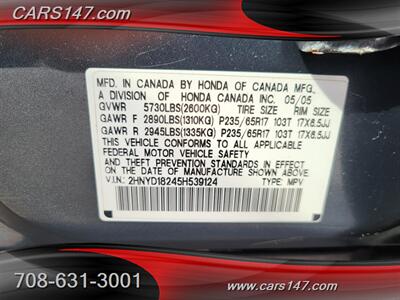 CARS147.com
MFD. IN CANADA BY HONDA OF CANADA MFG.
A DIVISION OF HONDA CANADA INC. 05/05
GVWR 5730LBS(2600KG) TIRE SIZE RIM SIZE
GAWR F 2890LBS(1310KG) P235/65R17 103T 17X6.5JJ
GAWR R 2945LBS(1335KG) P235/65R17 103T 17X6.5JJ
THIS VEHICLE CONFORMS TO ALL APPLICABLE
FEDERAL MOTOR VEHICLE SAFETY
AND THEFT PREVENTION STANDARDS IN EFFECT
ON THE DATE OF MANUFACTURE SHOWN ABOVE.
V.I.N.: 2HNYD18245H539124 TYPE: MPV
708-631-3001 www.cars147.com